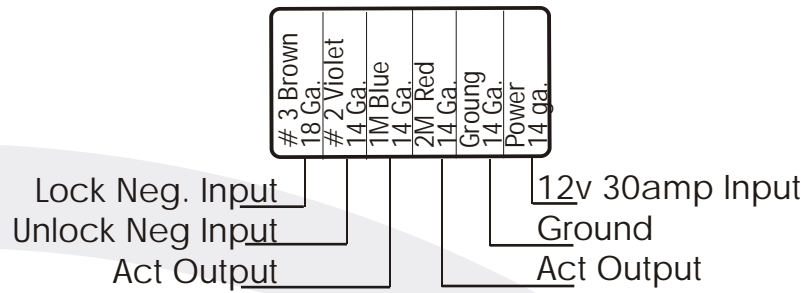 # 3 Brown
18 Ga.
# 2 Violet
14 Ga.
1M Blue
14 Ga.
2M Red
14 Ga.
Groung
14 Ga.
Power
14 ga.
Lock Neg. Input
Unlock Neg Input
Act Output
12v 30amp Input
Ground
Act Output